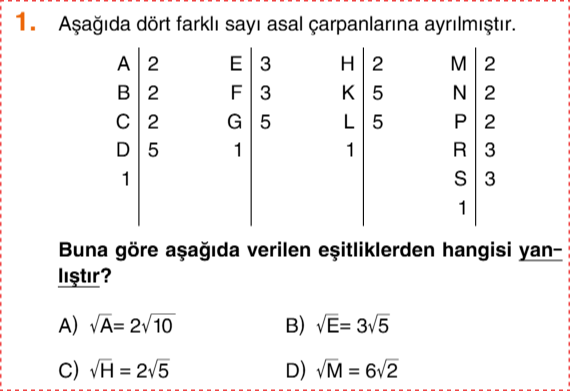 1. Aşağıda dört farklı sayı asal çarpanlarına ayrılmıştır.
A | 2 E | 3 H | 2 M | 2
B | 2 F | 3 K | 5 N | 2
C | 2 G | 5 L | 5 P | 2
D | 5 1 | 1 | R | 3
1 | S | 3
1 |
Buna göre aşağıda verilen eşitliklerden hangisi yan-
lıştır?
A) √A= 2√10 B) √E= 3√5
C) √H = 2√5 D) √M = 6√2